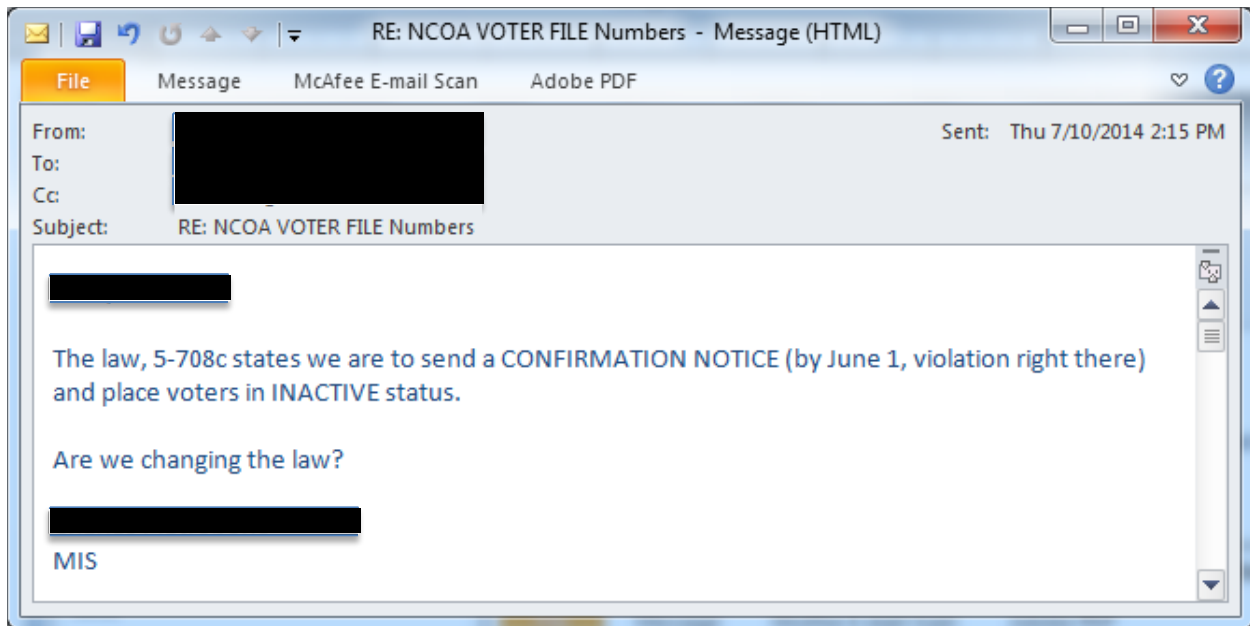 RE: NCOA VOTER FILE Numbers - Message (HTML)
File Message McAfee E-mail Scan Adobe PDF
From: Sent: Thu 7/10/2014 2:15 PM
To:
Cc:
Subject: RE: NCOA VOTER FILE Numbers
The law, 5-708c states we are to send a CONFIRMATION NOTICE (by June 1, violation right there)
and place voters in INACTIVE status.
Are we changing the law?
MIS